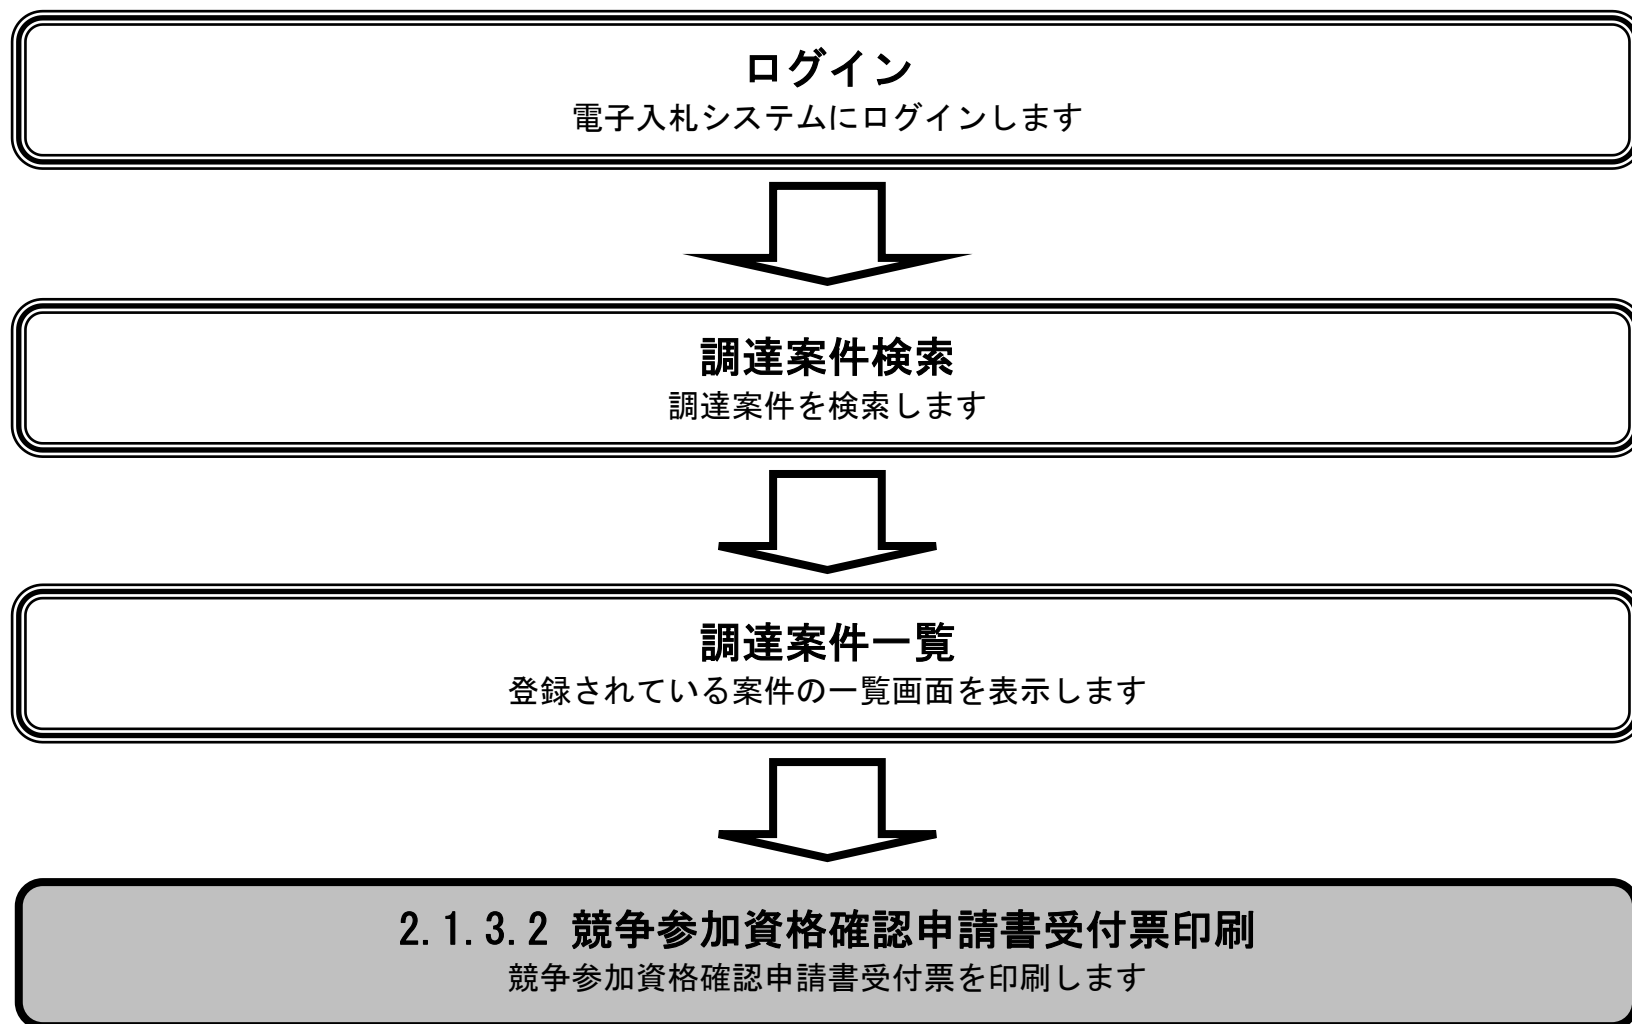 ログイン
電子入札システムにログインします
調達案件検索
調達案件を検索します
調達案件一覧
登録されている案件の一覧画面を表示します
2.1.3.2 競争参加資格確認申請書受付票印刷
競争参加資格確認申請書受付票を印刷します